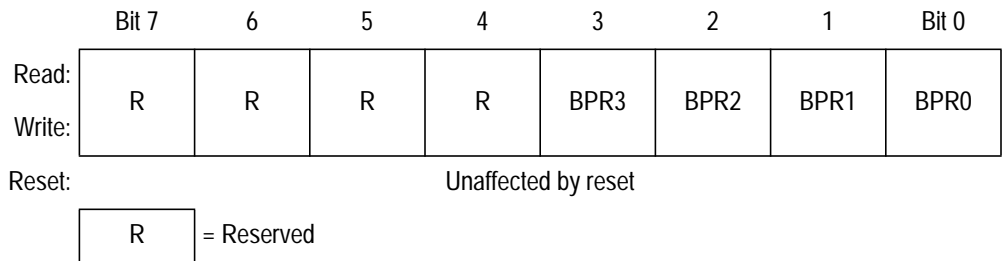 Bit 7 6 5 4 3 2 1 Bit 0
Read:
R R R R BPR3 BPR2 BPR1 BPR0
Write:
Reset: Unaffected by reset
R = Reserved